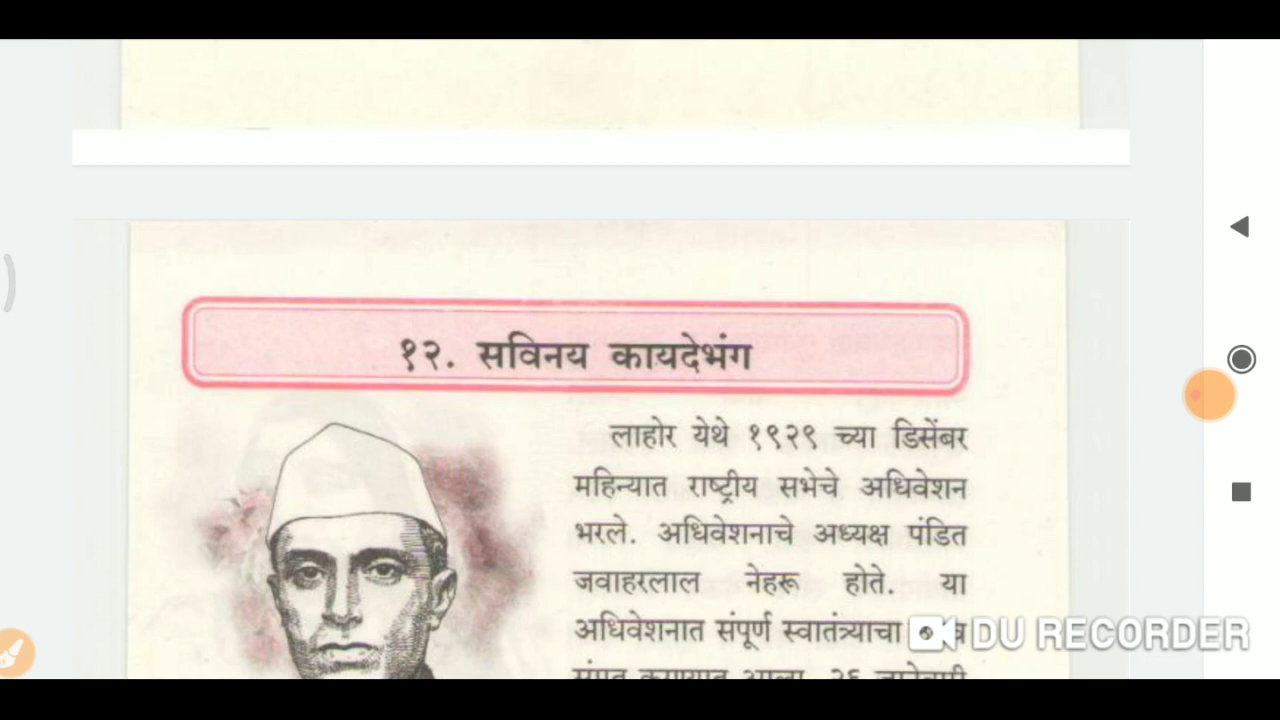 १२. सविनय कायदेभंग
लाहोर येथे १९२९ च्या डिसेंबर
महिन्यात राष्ट्रीय सभेचे अधिवेशन
भरले. अधिवेशनाचे अध्यक्ष पंडित
जवाहरलाल नेहरू होते. या
अधिवेशनात संपूर्ण स्वातंत्र्याचा
DU RECORDER